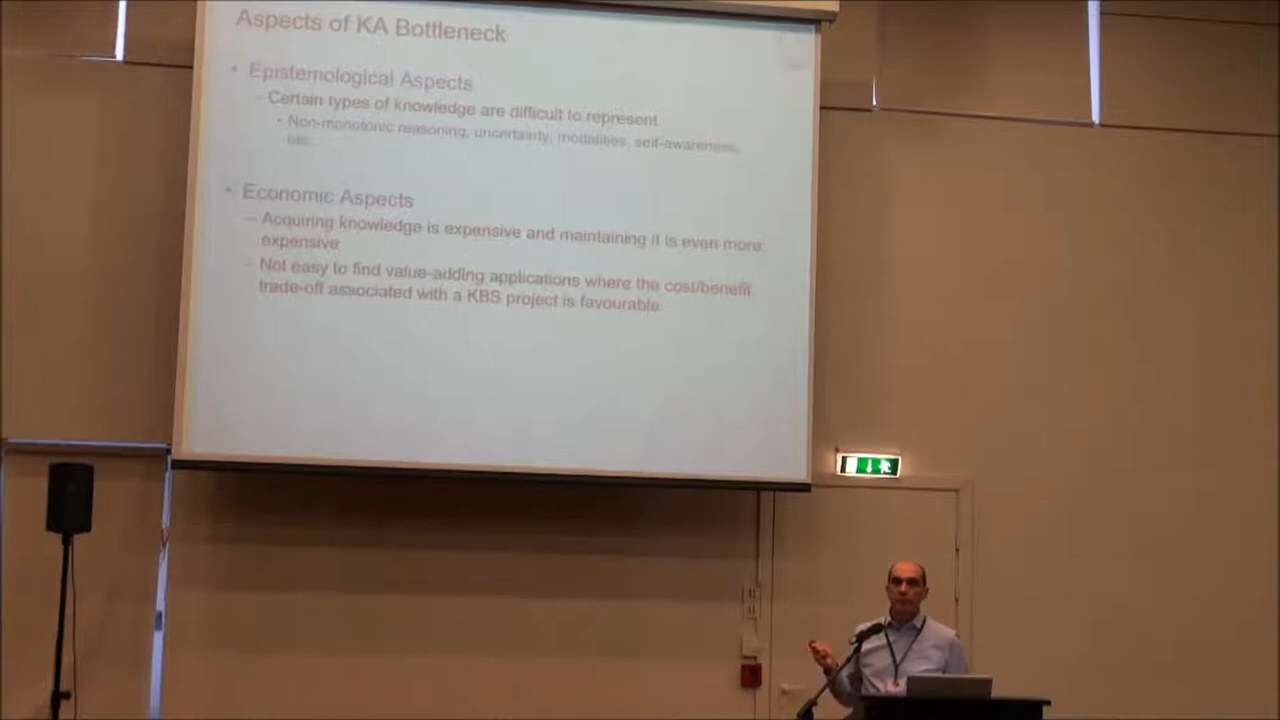 Aspects of KA Bottleneck
• Epistemological Aspects
– Certain types of knowledge are difficult to represent
• Non-monotonic reasoning, uncertainty, modalities, self-awareness,
etc.
• Economic Aspects
– Acquiring knowledge is expensive and maintaining it is even more
expensive
– Not easy to find value-adding applications where the cost/benefit
trade-off associated with a KBS project is favourable